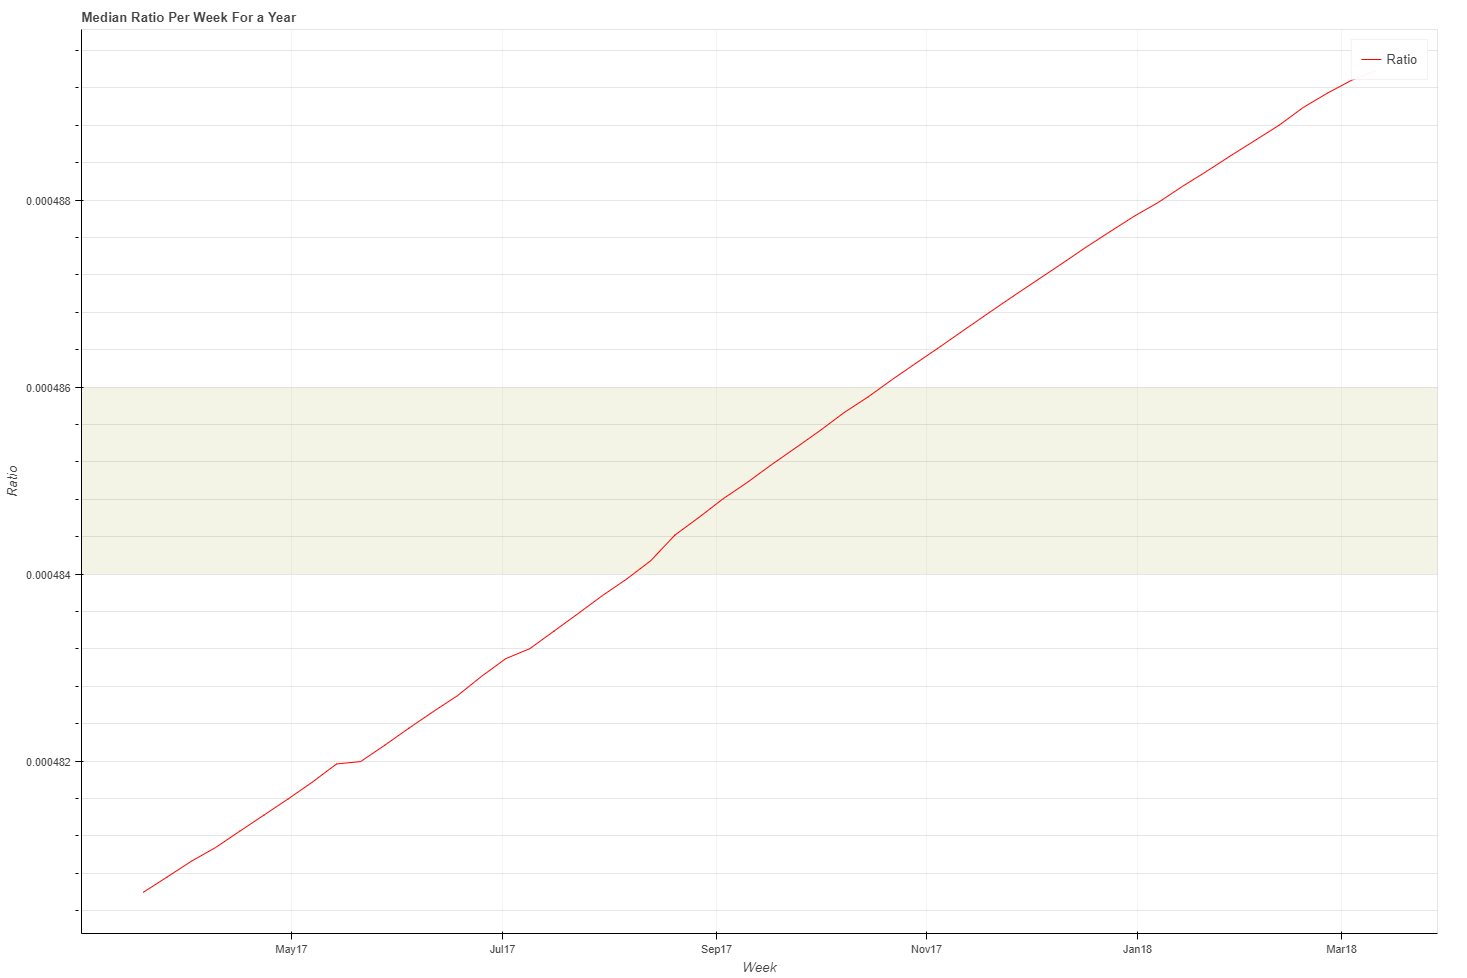 Median Ratio Per Week For a Year
Ratio
0.000488
0.000486
0.000484
0.000482
Ratio
May17
Jul17
Sep17
Nov17
Jan18
Mar18
Week